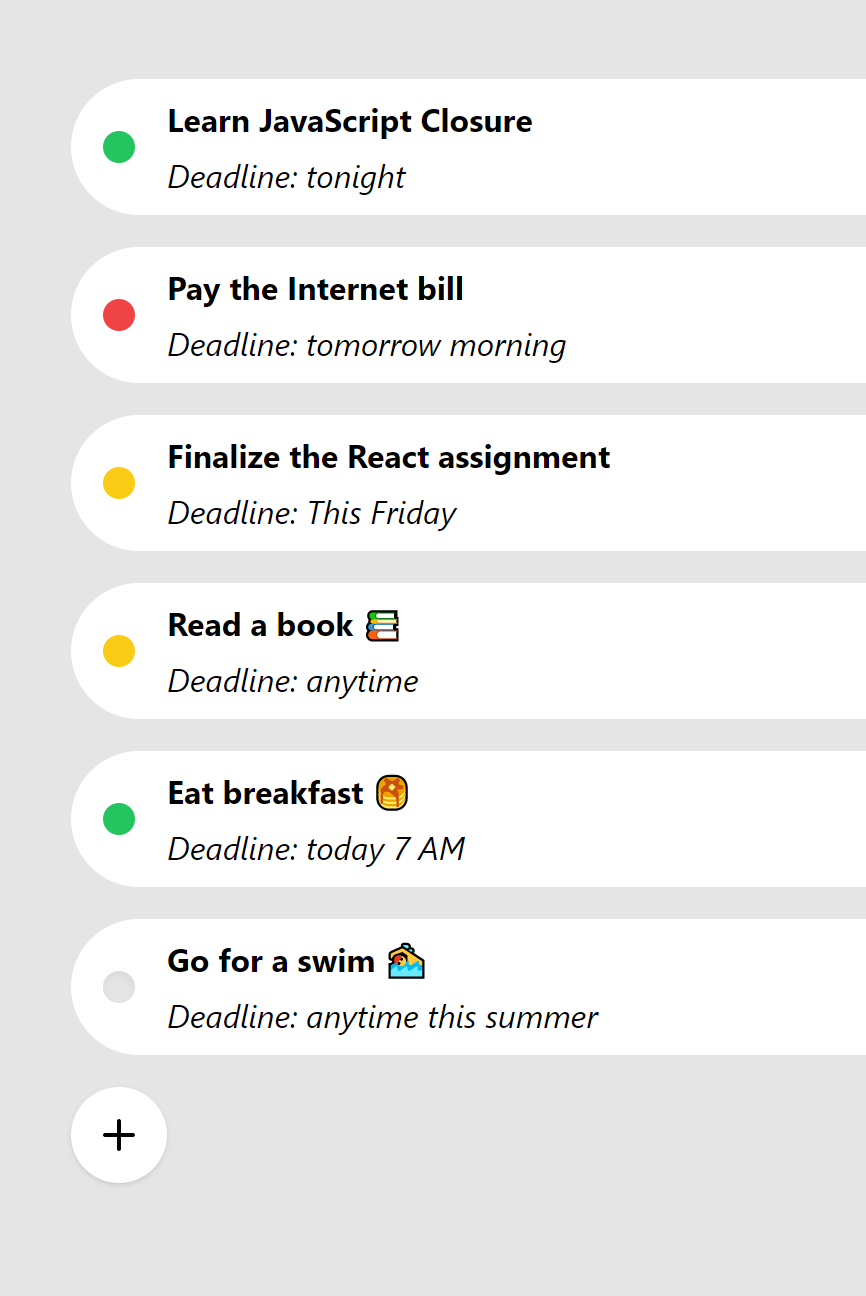 Learn JavaScript Closure
Deadline: tonight
Pay the Internet bill
Deadline: tomorrow morning
Finalize the React assignment
Deadline: This Friday
Read a book 📚
Deadline: anytime
Eat breakfast 🥞
Deadline: today 7 AM
Go for a swim 🏊
Deadline: anytime this summer
+